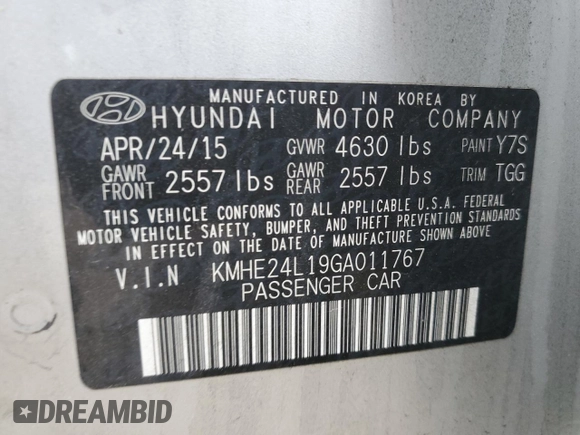 MANUFACTURED IN KOREA BY
HYUNDAI MOTOR COMPANY
APR/24/15 GVWR 4630 lbs PAINT Y7S
GAWR FRONT 2557 lbs GAWR REAR 2557 lbs TRIM TGG
THIS VEHICLE CONFORMS TO ALL APPLICABLE U.S.A. FEDERAL
MOTOR VEHICLE SAFETY, BUMPER, AND THEFT PREVENTION STANDARDS
IN EFFECT ON THE DATE OF MANUFACTURE SHOWN ABOVE.
V.I.N KMHE24L19GA011767
PASSENGER CAR
$DREAMBID